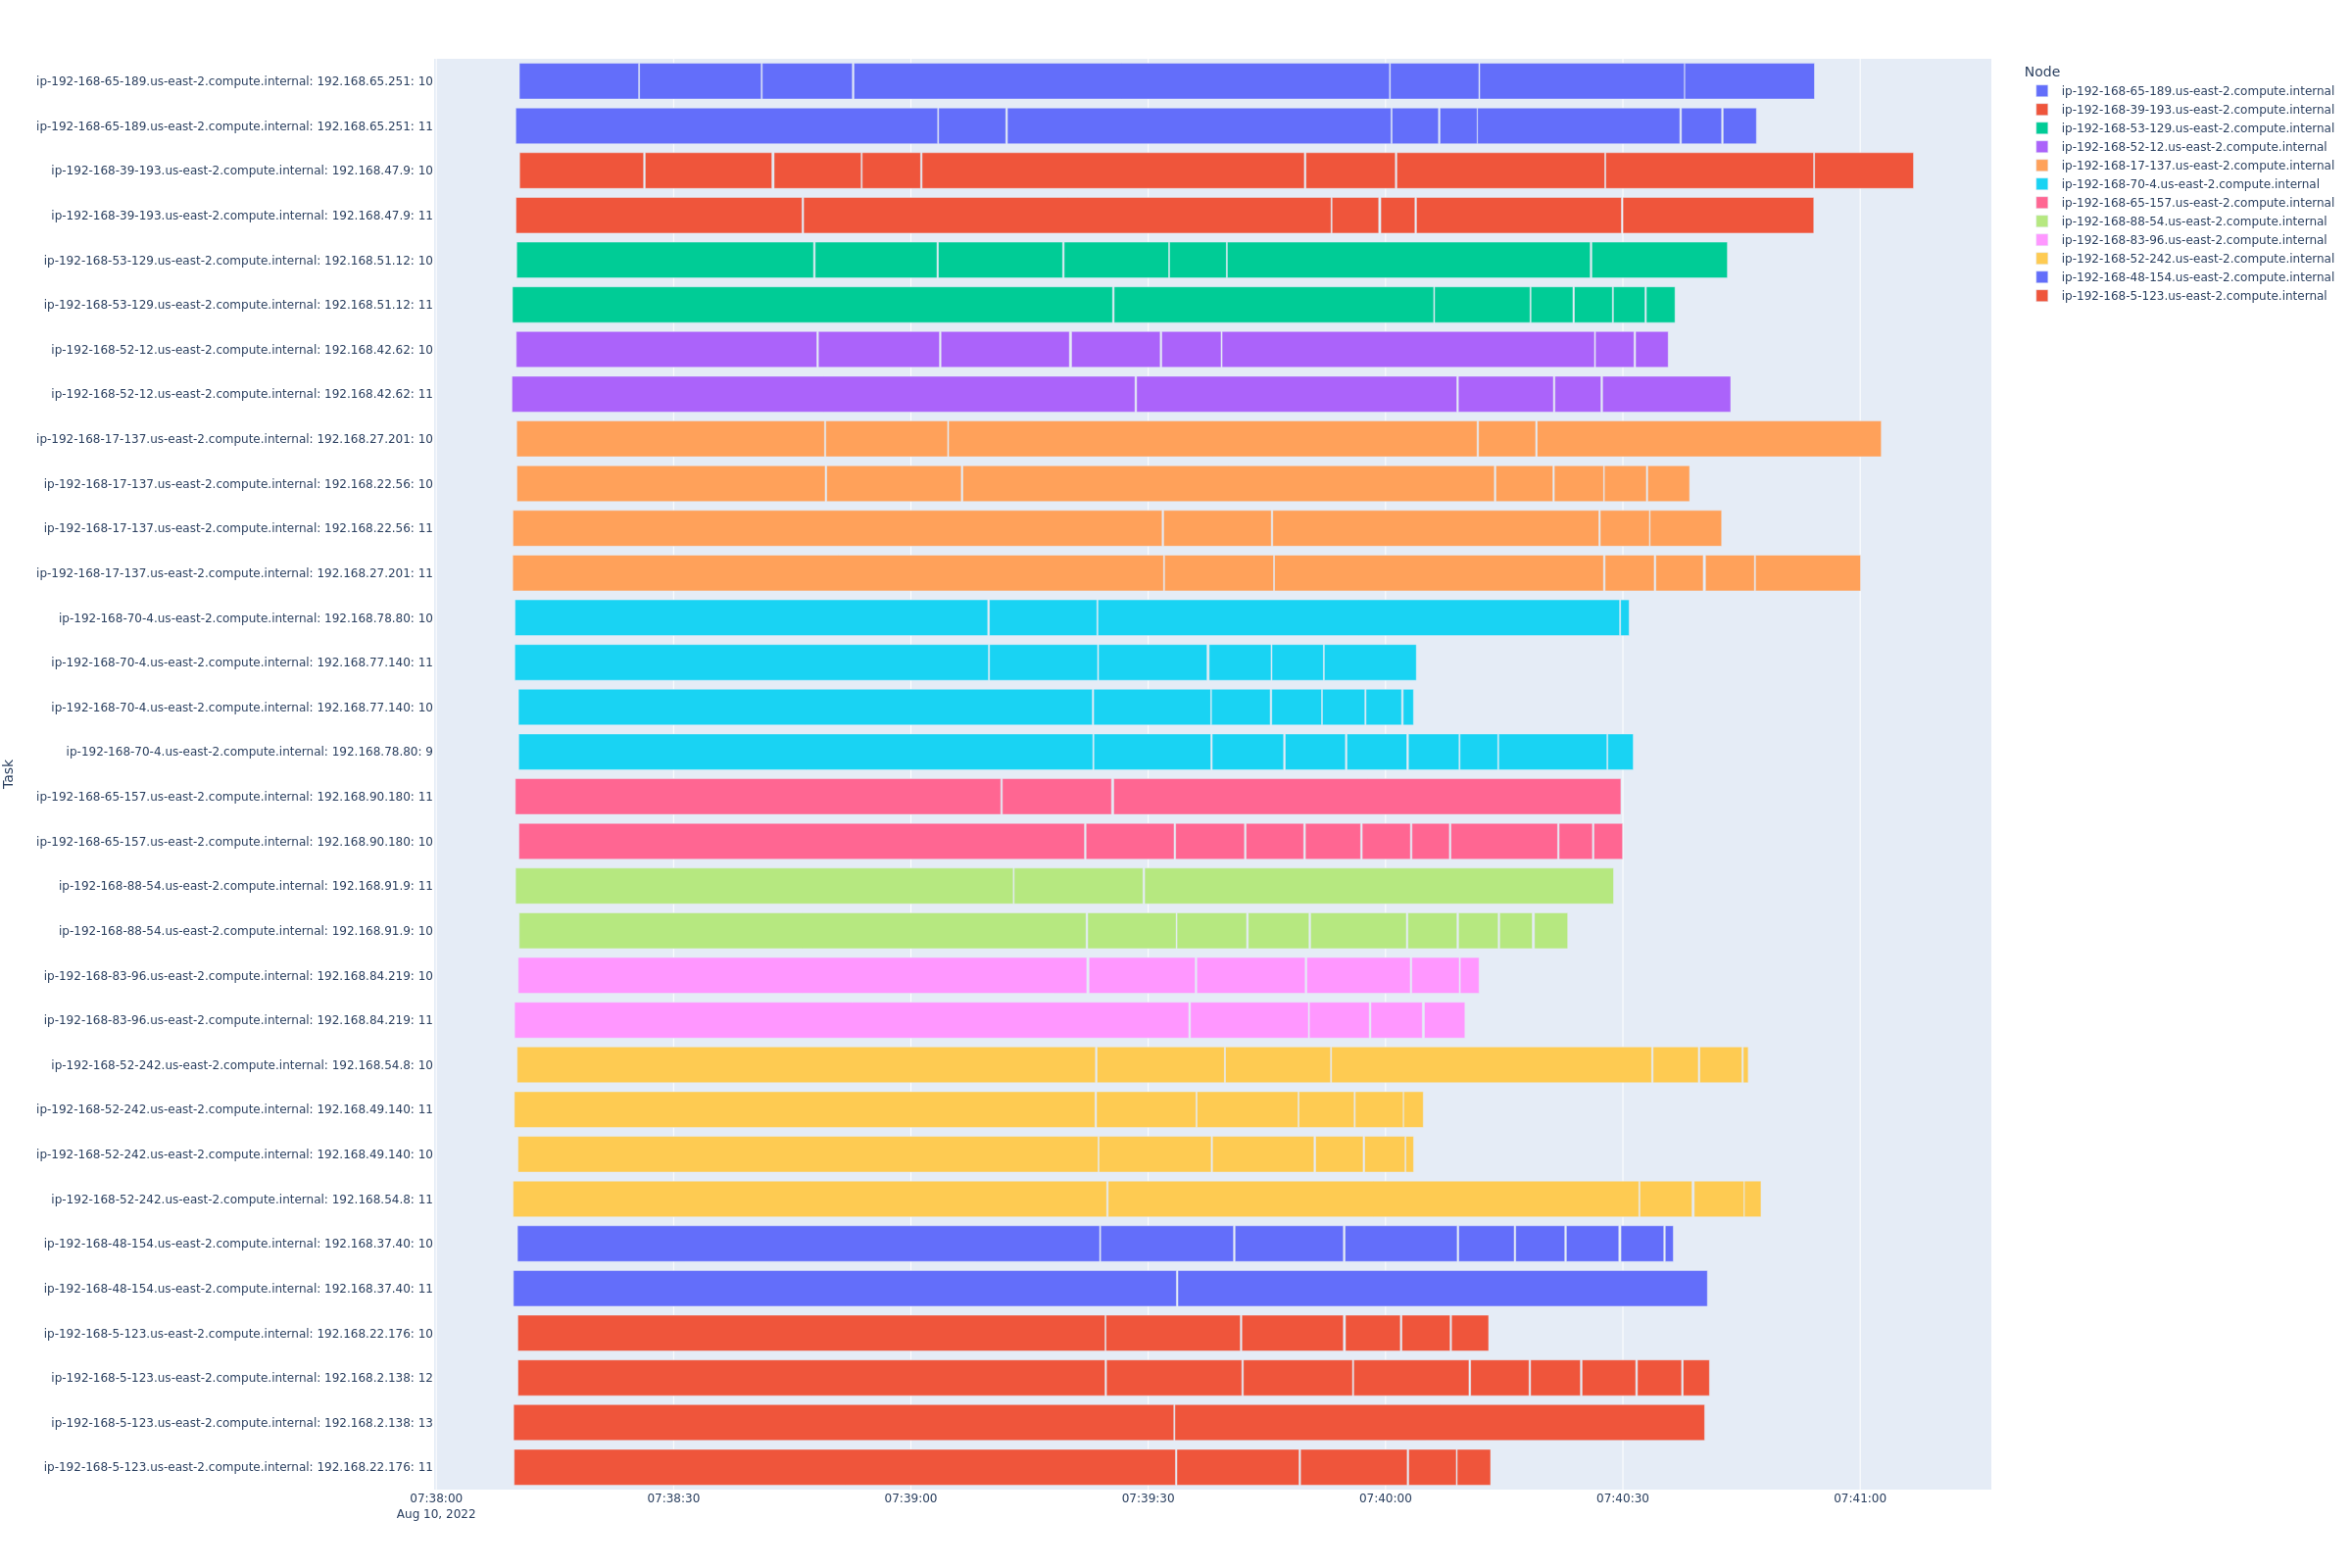 ip-192-168-65-189.us-east-2.compute.internal: 192.168.65.251: 10
ip-192-168-65-189.us-east-2.compute.internal: 192.168.65.251: 11
ip-192-168-39-193.us-east-2.compute.internal: 192.168.47.9: 10
ip-192-168-39-193.us-east-2.compute.internal: 192.168.47.9: 11
ip-192-168-53-129.us-east-2.compute.internal: 192.168.51.12: 10
ip-192-168-53-129.us-east-2.compute.internal: 192.168.51.12: 11
ip-192-168-52-12.us-east-2.compute.internal: 192.168.42.62: 10
ip-192-168-52-12.us-east-2.compute.internal: 192.168.42.62: 11
ip-192-168-17-137.us-east-2.compute.internal: 192.168.27.201: 10
ip-192-168-17-137.us-east-2.compute.internal: 192.168.22.56: 10
ip-192-168-17-137.us-east-2.compute.internal: 192.168.22.56: 11
ip-192-168-17-137.us-east-2.compute.internal: 192.168.27.201: 11
ip-192-168-70-4.us-east-2.compute.internal: 192.168.78.80: 10
ip-192-168-70-4.us-east-2.compute.internal: 192.168.77.140: 11
ip-192-168-70-4.us-east-2.compute.internal: 192.168.77.140: 10
ip-192-168-70-4.us-east-2.compute.internal: 192.168.78.80: 9
ip-192-168-65-157.us-east-2.compute.internal: 192.168.90.180: 11
ip-192-168-65-157.us-east-2.compute.internal: 192.168.90.180: 10
ip-192-168-88-54.us-east-2.compute.internal: 192.168.91.9: 11
ip-192-168-88-54.us-east-2.compute.internal: 192.168.91.9: 10
ip-192-168-83-96.us-east-2.compute.internal: 192.168.84.219: 10
ip-192-168-83-96.us-east-2.compute.internal: 192.168.84.219: 11
ip-192-168-52-242.us-east-2.compute.internal: 192.168.54.8: 10
ip-192-168-52-242.us-east-2.compute.internal: 192.168.49.140: 11
ip-192-168-52-242.us-east-2.compute.internal: 192.168.49.140: 10
ip-192-168-52-242.us-east-2.compute.internal: 192.168.54.8: 11
ip-192-168-48-154.us-east-2.compute.internal: 192.168.37.40: 10
ip-192-168-48-154.us-east-2.compute.internal: 192.168.37.40: 11
ip-192-168-5-123.us-east-2.compute.internal: 192.168.22.176: 10
ip-192-168-5-123.us-east-2.compute.internal: 192.168.2.138: 12
ip-192-168-5-123.us-east-2.compute.internal: 192.168.2.138: 13
ip-192-168-5-123.us-east-2.compute.internal: 192.168.22.176: 11
Task
07:38:00 07:38:30 07:39:00 07:39:30 07:40:00 07:40:30 07:41:00
Aug 10, 2022
Node
ip-192-168-65-189.us-east-2.compute.internal
ip-192-168-39-193.us-east-2.compute.internal
ip-192-168-53-129.us-east-2.compute.internal
ip-192-168-52-12.us-east-2.compute.internal
ip-192-168-17-137.us-east-2.compute.internal
ip-192-168-70-4.us-east-2.compute.internal
ip-192-168-65-157.us-east-2.compute.internal
ip-192-168-88-54.us-east-2.compute.internal
ip-192-168-83-96.us-east-2.compute.internal
ip-192-168-52-242.us-east-2.compute.internal
ip-192-168-48-154.us-east-2.compute.internal
ip-192-168-5-123.us-east-2.compute.internal